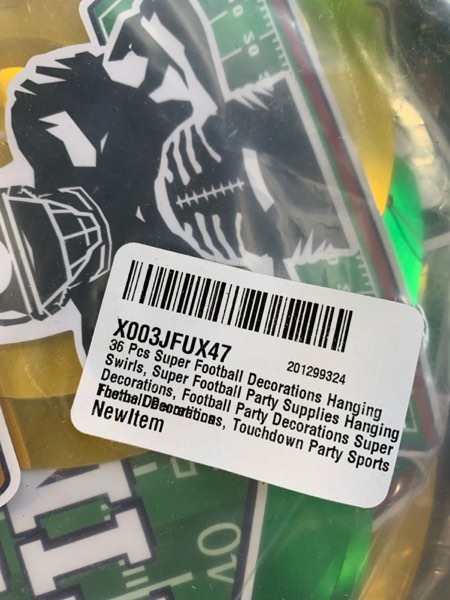 X003JFUX47
201299324
36 Pcs Super Football Decorations Hanging
Swirls, Super Football Party Supplies Hanging
Decorations, Football Party Decorations Super
Decorations, Touchdown Party Sports
NewItem